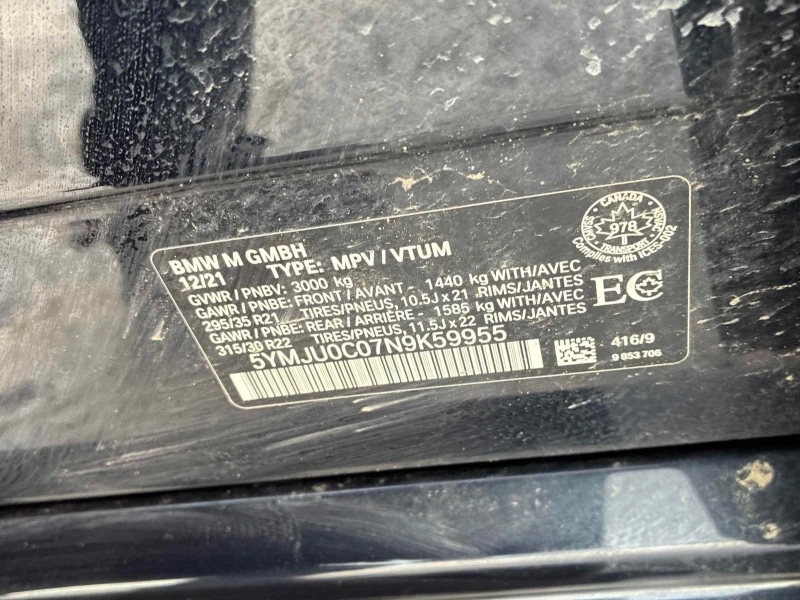 BMW M GMBH
12/21 TYPE: MPV / VTUM
GVWR / PNBV: 3000 kg
GAWR / PNBE: FRONT / AVANT - 1440 kg WITH/AVEC
295/35 R21 TIRES/PNEUS, 10.5J x 21 RIMS/JANTES
GAWR / PNBE: REAR / ARRIÈRE - 1585 kg WITH/AVEC
315/30 R22 TIRES/PNEUS, 11.5J x 22 RIMS/JANTES
5YMJU0C07N9K59955
CANADA
978
TRANSPORT
Complies with ICES-002
EC
416/9
9 853 706